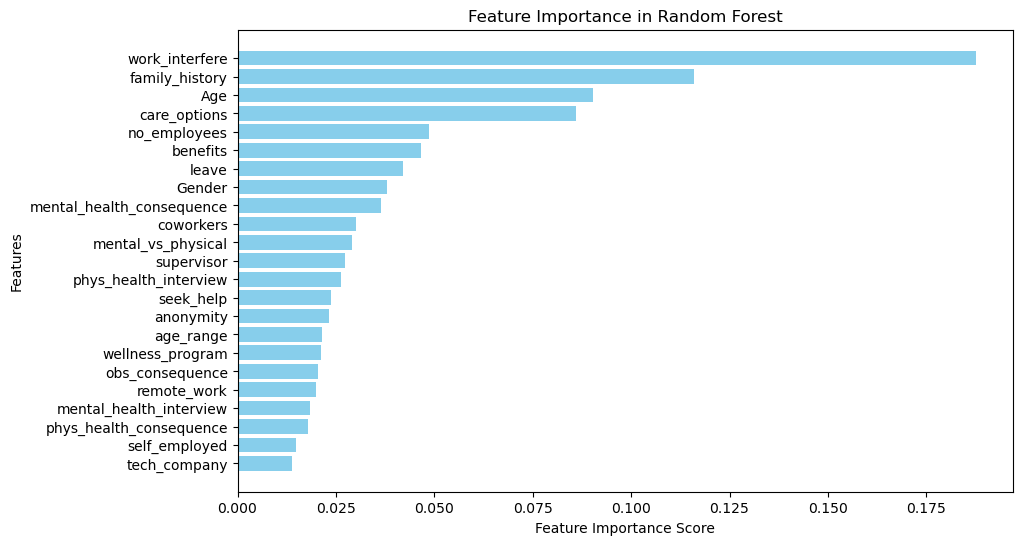 Feature Importance in Random Forest
work_interfere
family_history
Age
care_options
no_employees
benefits
leave
Gender
mental_health_consequence
coworkers
mental_vs_physical
supervisor
phys_health_interview
seek_help
anonymity
age_range
wellness_program
obs_consequence
remote_work
mental_health_interview
phys_health_consequence
self_employed
tech_company
Features
0.000 0.025 0.050 0.075 0.100 0.125 0.150 0.175
Feature Importance Score